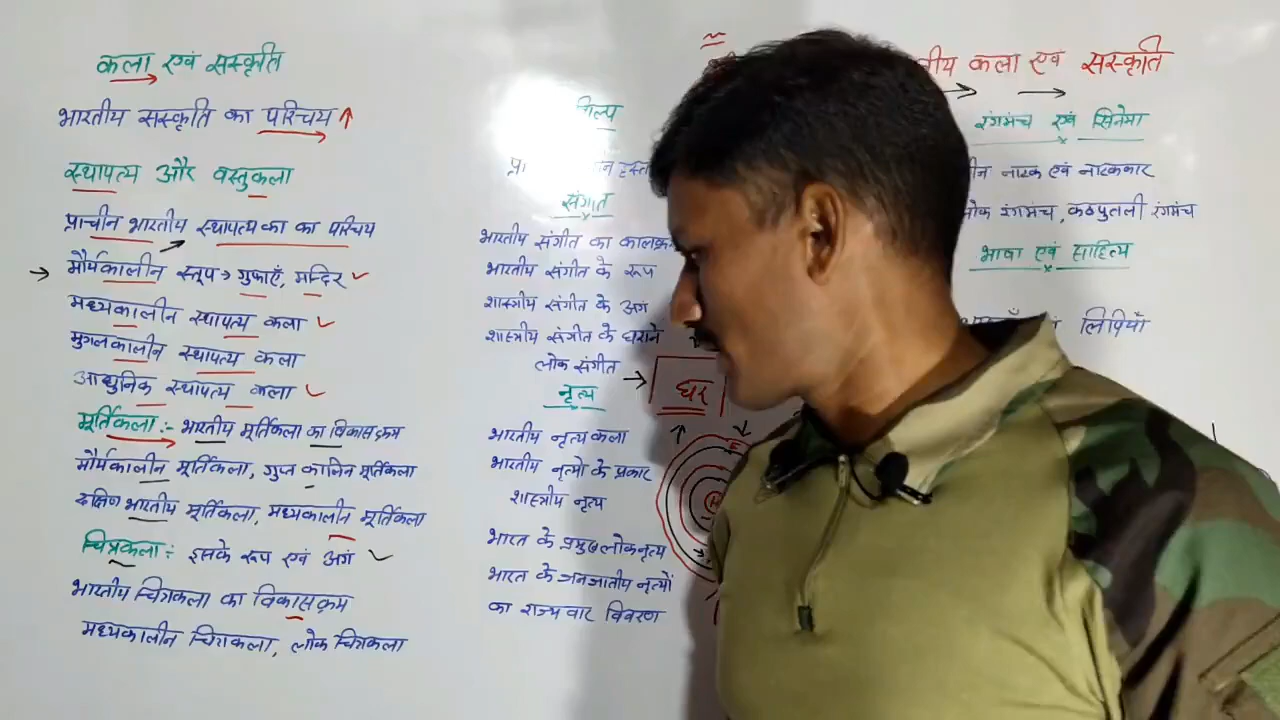 कला एवं संस्कृति
भारतीय संस्कृति का परिचय
स्थापत्य और वस्तुकला
प्राचीन भारतीय स्थापत्य का का परिचय
मौर्यकालीन स्तूप → गुफाएँ, मन्दिर
मध्यकालीन स्थापत्य कला
मुगलकालीन स्थापत्य कला
आधुनिक स्थापत्य कला
मूर्तिकला :- भारतीय मूर्तिकला का विकासक्रम
मौर्यकालीन मूर्तिकला, गुप्त कालिन मूर्तिकला
दक्षिण भारतीय मूर्तिकला, मध्यकालीन मूर्तिकला
चित्रकला : इसके रूप एवं अंग
भारतीय चित्रकला का विकासक्रम
मध्यकालीन चित्रकला, लोक चित्रकला
संगीत
भारतीय संगीत का कालक्रम
भारतीय संगीत के रूप
शास्त्रीय संगीत के अंग
शास्त्रीय संगीत के घराने
लोक संगीत
नृत्य
भारतीय नृत्य कला
भारतीय नृत्यों के प्रकार
शास्त्रीय नृत्य
भारत के प्रमुख लोकनृत्य
भारत के जनजातीय नृत्यों
का राज्यवार विवरण
घर
कला एवं संस्कृति
रंगमंच एवं सिनेमा
नाटक एवं नाटककार
लोक रंगमंच, कठपुतली रंगमंच
भाषा एवं साहित्य
लिपियाँ